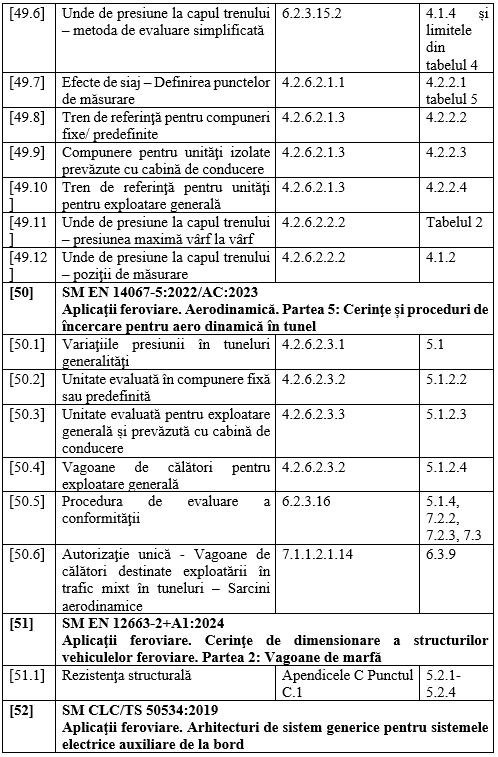 [49.6] Unde de presiune la capul trenului 6.2.3.15.2 4.1.4 și
– metoda de evaluare simplificată limitele
din
tabelul 4
[49.7] Efecte de siaj – Definirea punctelor 4.2.6.2.1.1 4.2.2.1
de măsurare tabelul 5
[49.8] Tren de referință pentru compuneri 4.2.6.2.1.3 4.2.2.2
fixe/ predefinite
[49.9] Compunere pentru unități izolate 4.2.6.2.1.3 4.2.2.3
prevăzute cu cabină de conducere
[49.10 Tren de referință pentru unități 4.2.6.2.1.3 4.2.2.4
] pentru exploatare generală
[49.11 Unde de presiune la capul trenului 4.2.6.2.2.2 Tabelul 2
] – presiunea maximă vârf la vârf
[49.12 Unde de presiune la capul trenului 4.2.6.2.2.2 4.1.2
] – poziții de măsurare
[50] SM EN 14067-5:2022/AC:2023
Aplicații feroviare. Aerodinamică. Partea 5: Cerințe și proceduri de
încercare pentru aero dinamică în tunel
[50.1] Variațiile presiunii în tuneluri 4.2.6.2.3.1 5.1
generalități
[50.2] Unitate evaluată în compunere fixă 4.2.6.2.3.2 5.1.2.2
sau predefinită
[50.3] Unitate evaluată pentru exploatare 4.2.6.2.3.3 5.1.2.3
generală și prevăzută cu cabină de
conducere
[50.4] Vagoane de călători pentru 4.2.6.2.3.2 5.1.2.4
exploatare generală
[50.5] Procedura de evaluare a 6.2.3.16 5.1.4,
conformității 7.2.2,
7.2.3, 7.3
[50.6] Autorizație unică - Vagoane de 7.1.1.2.1.14 6.3.9
călători destinate exploatării în
trafic mixt în tuneluri – Sarcini
aerodinamice
[51] SM EN 12663-2+A1:2024
Aplicații feroviare. Cerințe de dimensionare a structurilor
vehiculelor feroviare. Partea 2: Vagoane de marfă
[51.1] Rezistența structurală Apendicele C Punctul 5.2.1-
C.1 5.2.4
[52] SM CLC/TS 50534:2019
Aplicații feroviare. Arhitecturi de sistem generice pentru sistemele
electrice auxiliare de la bord